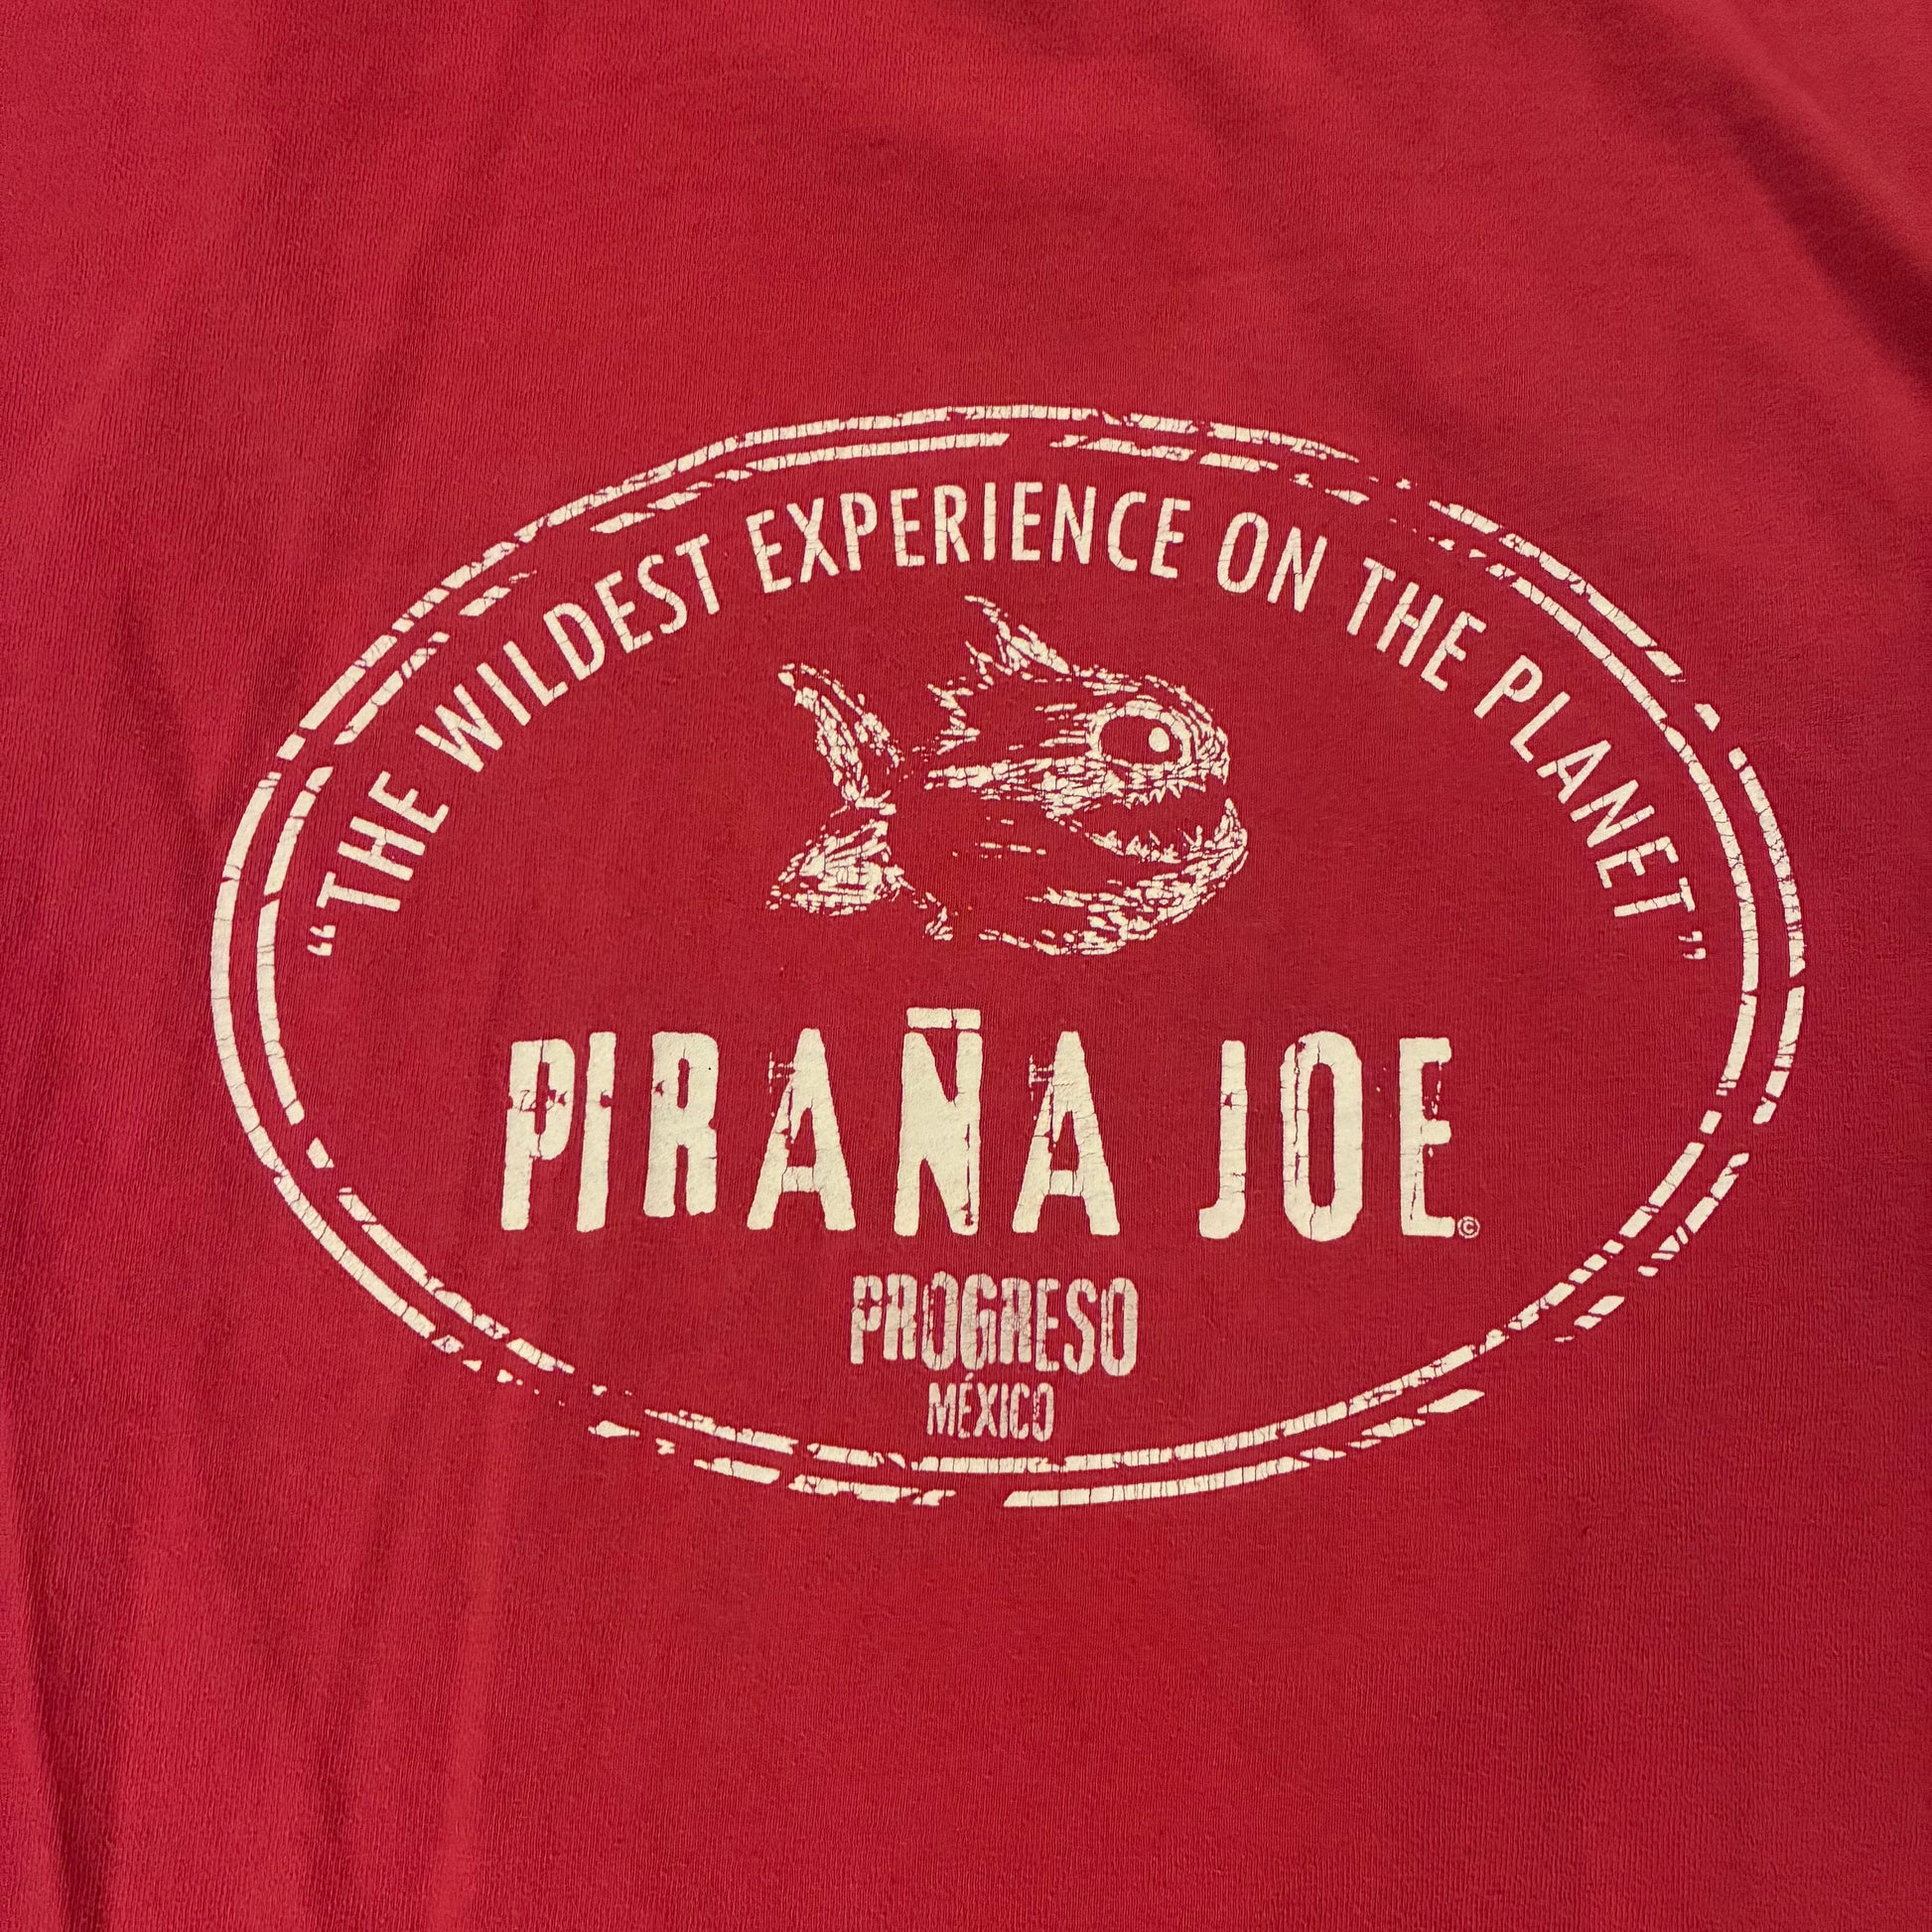 “THE WILDEST EXPERIENCE ON THE PLANET”
PIRAÑA JOE©
PROGRESO
MÉXICO